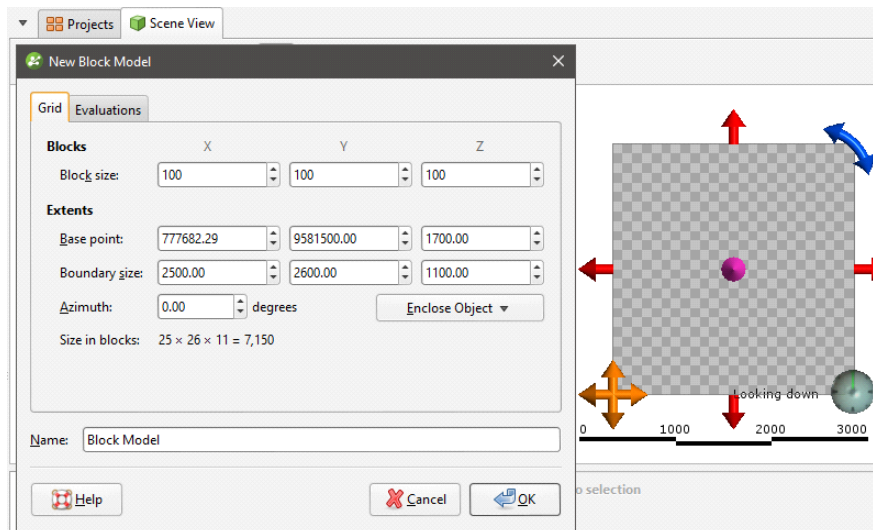 Projects Scene View
New Block Model
Grid Evaluations
Blocks X Y Z
Block size: 100 100 100
Extents
Base point: 777682.29 9581500.00 1700.00
Boundary size: 2500.00 2600.00 1100.00
Azimuth: 0.00 degrees Enclose Object
Size in blocks: 25 × 26 × 11 = 7,150
Looking down
0 1000 2000 3000
Name: Block Model
Help Cancel OK
o selection